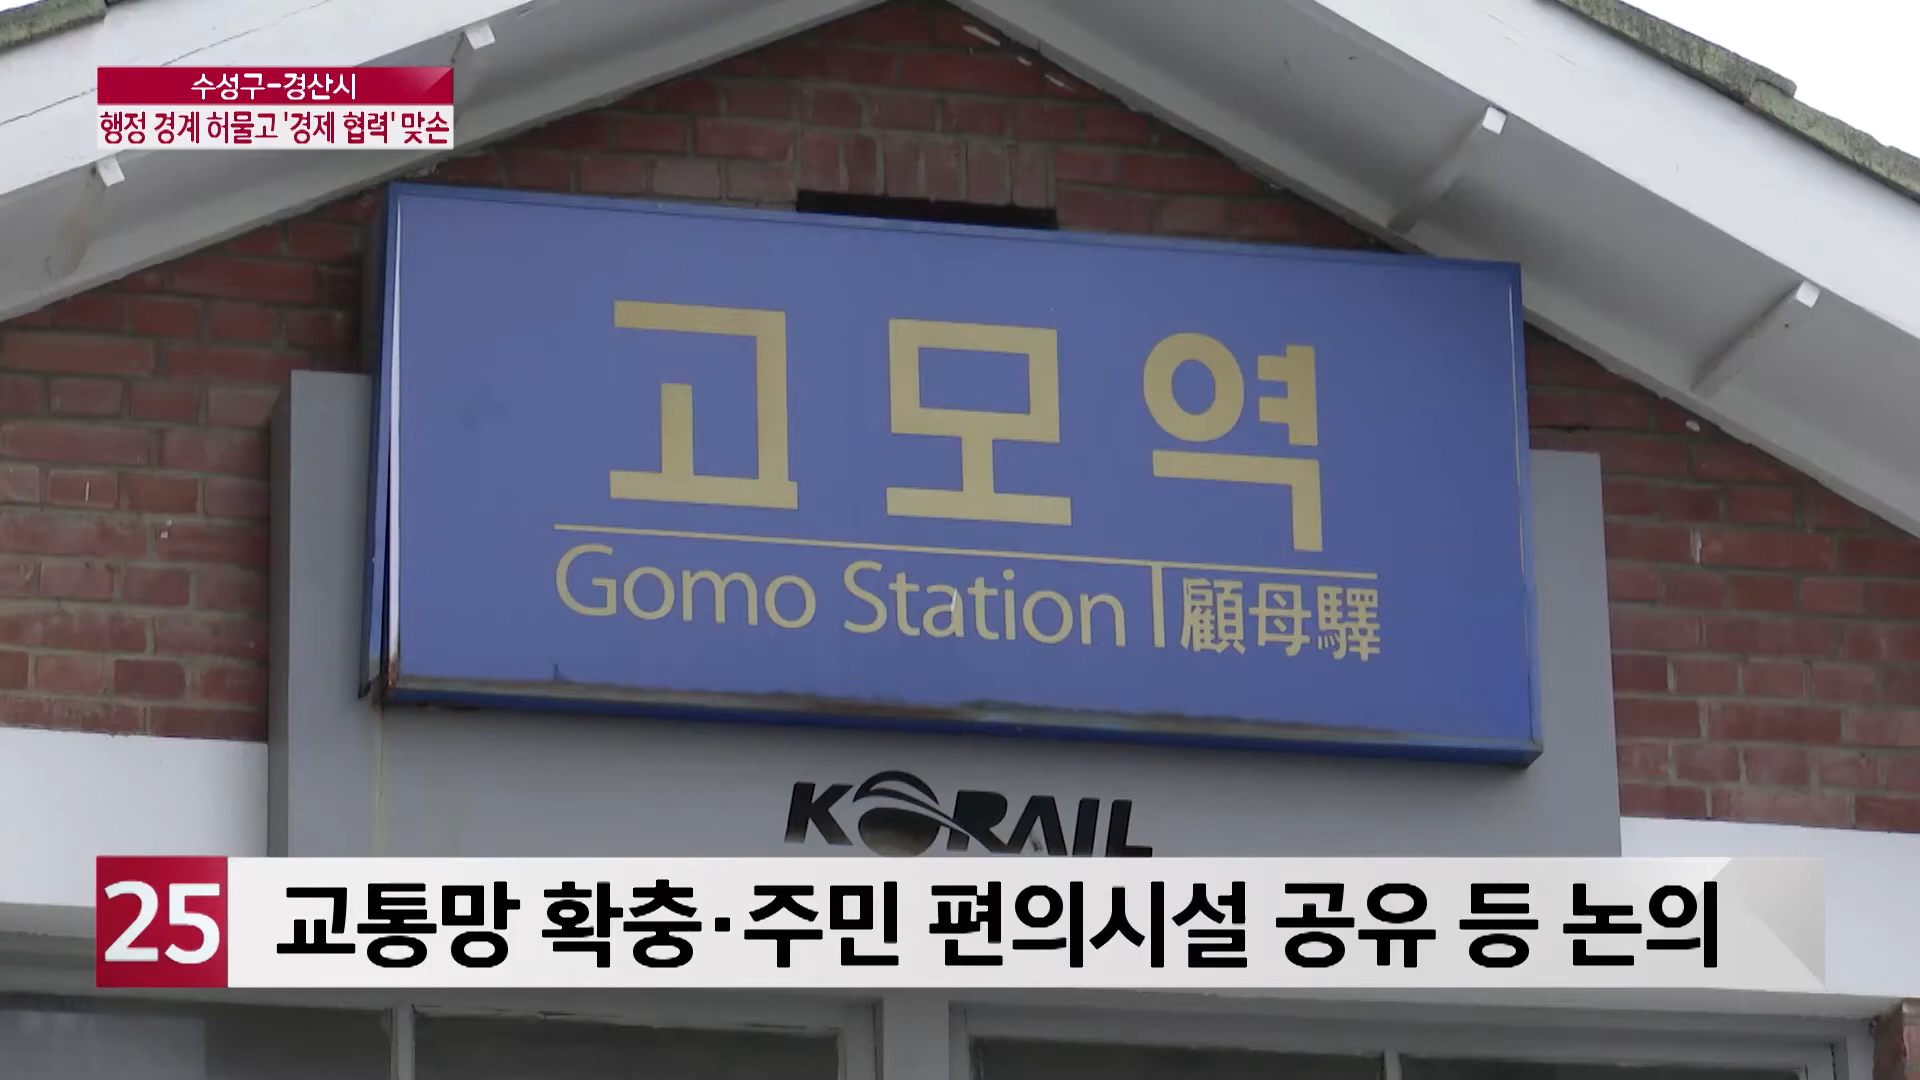 수성구-경산시
행정 경계 허물고 '경제 협력' 맞손
고모역
Gomo Station 顧母驛
KORAIL
25 교통망 확충·주민 편의시설 공유 등 논의